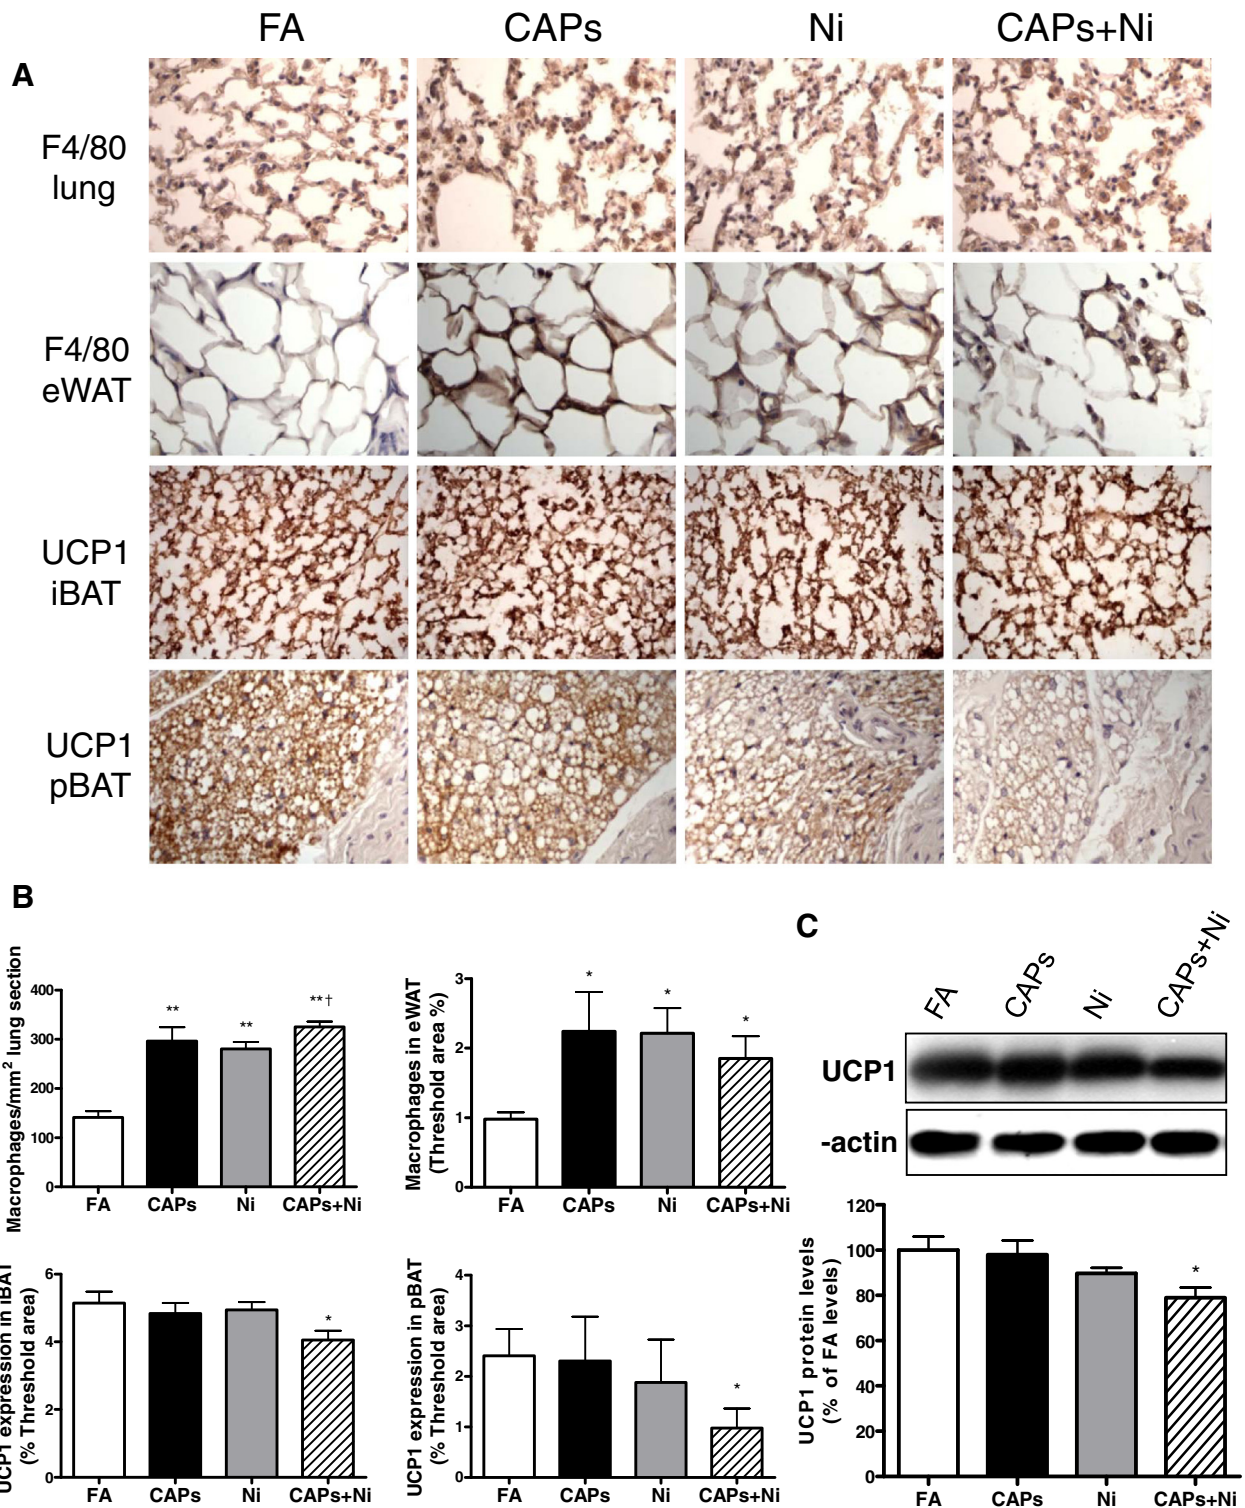 FA CAPs Ni CAPs+Ni
A
F4/80
lung
F4/80
eWAT
UCP1
iBAT
UCP1
pBAT
B
Macrophages/mm² lung section
400
300
200
100
0
** ** **†
FA CAPs Ni CAPs+Ni
Macrophages in eWAT
(Threshold area %)
3
2
1
0
* * *
FA CAPs Ni CAPs+Ni
UCP1 expression in iBAT
(% Threshold area)
6
4
2
0
*
FA CAPs Ni CAPs+Ni
UCP1 expression in pBAT
(% Threshold area)
4
3
2
1
0
*
FA CAPs Ni CAPs+Ni
C
FA CAPs Ni CAPs+Ni
UCP1
-actin
UCP1 protein levels
(% of FA levels)
120
100
80
60
40
20
0
*
FA CAPs Ni CAPs+Ni